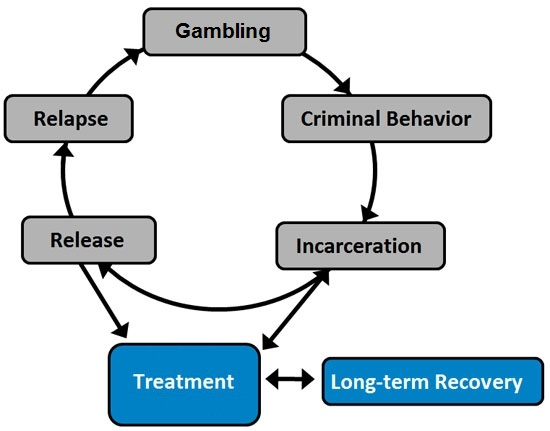 Gambling
Relapse
Criminal Behavior
Release
Incarceration
Treatment
Long-term Recovery